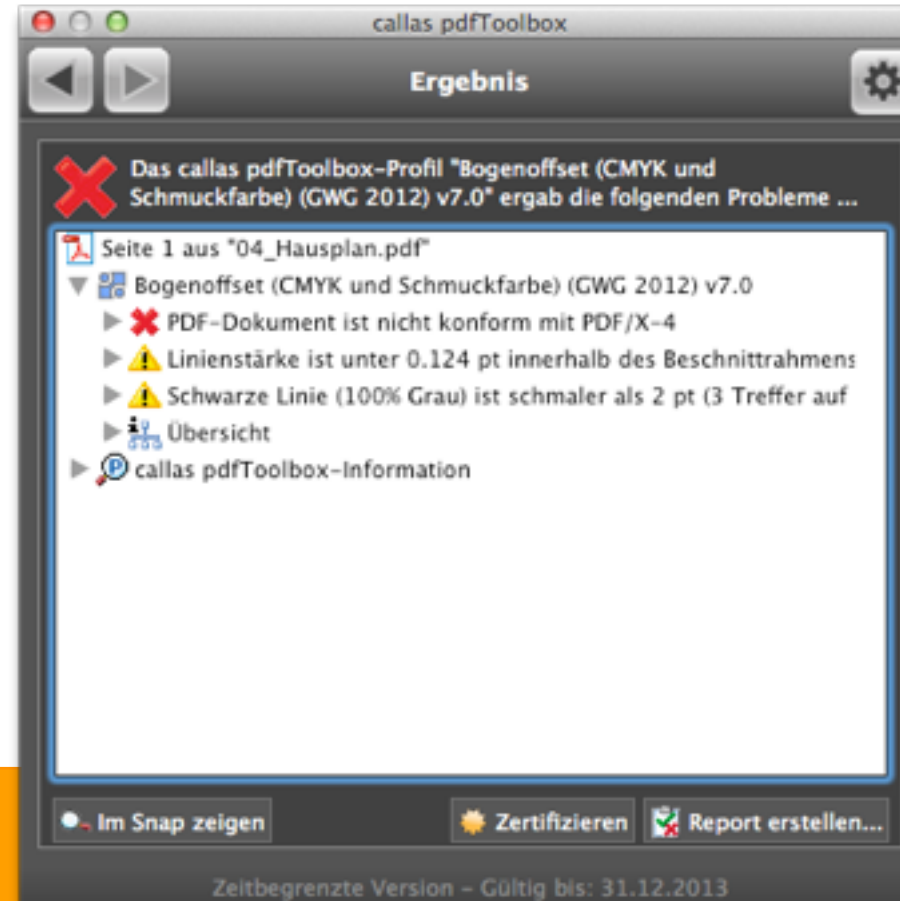 callas pdfToolbox
Ergebnis
Das callas pdfToolbox-Profil "Bogenoffset (CMYK und
Schmuckfarbe) (GWG 2012) v7.0" ergab die folgenden Probleme ...
Seite 1 aus "04_Hausplan.pdf"
Bogenoffset (CMYK und Schmuckfarbe) (GWG 2012) v7.0
PDF-Dokument ist nicht konform mit PDF/X-4
Linienstärke ist unter 0.124 pt innerhalb des Beschnittrahmens
Schwarze Linie (100% Grau) ist schmaler als 2 pt (3 Treffer auf
Übersicht
callas pdfToolbox-Information
Im Snap zeigen
Zertifizieren
Report erstellen...
Zeitbegrenzte Version – Gültig bis: 31.12.2013